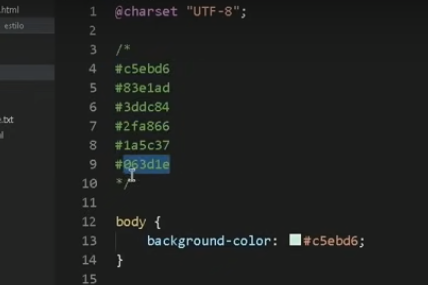 .html
estilo
.txt
1 @charset "UTF-8";
2
3 /*
4 #c5ebd6
5 #83e1ad
6 #3ddc84
7 #2fa866
8 #1a5c37
9 #063d1e
10 */
11
12 body {
13 background-color: #c5ebd6;
14 }
15